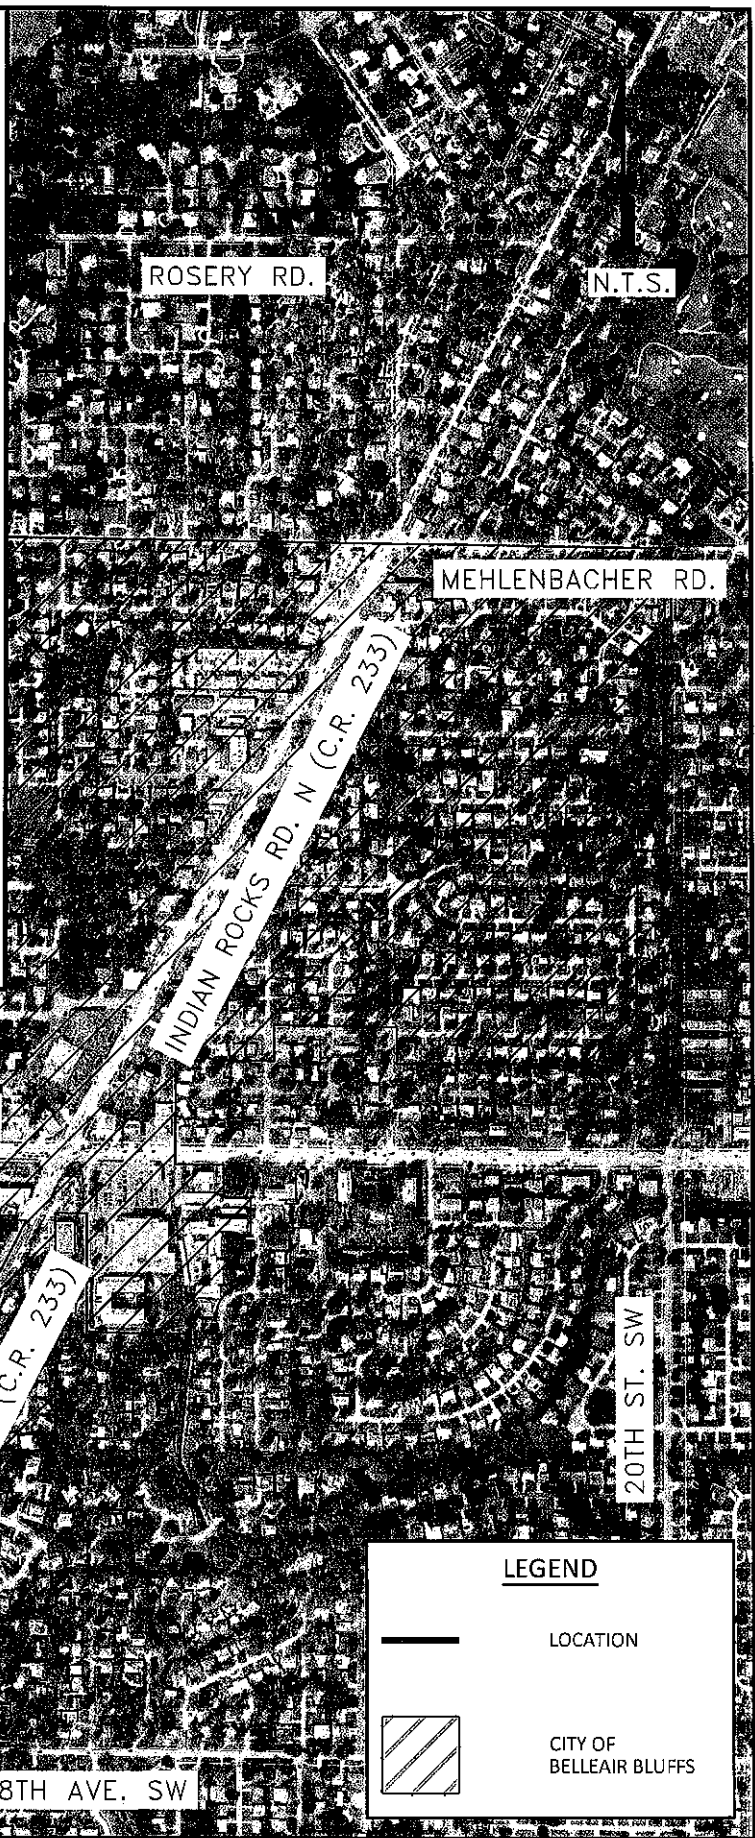 ROSERY RD.
N.T.S.
MEHLENBACHER RD.
INDIAN ROCKS RD. N (C.R. 233)
(C.R. 233)
20TH ST. SW
LEGEND
LOCATION
CITY OF
BELLEAIR BLUFFS
8TH AVE. SW